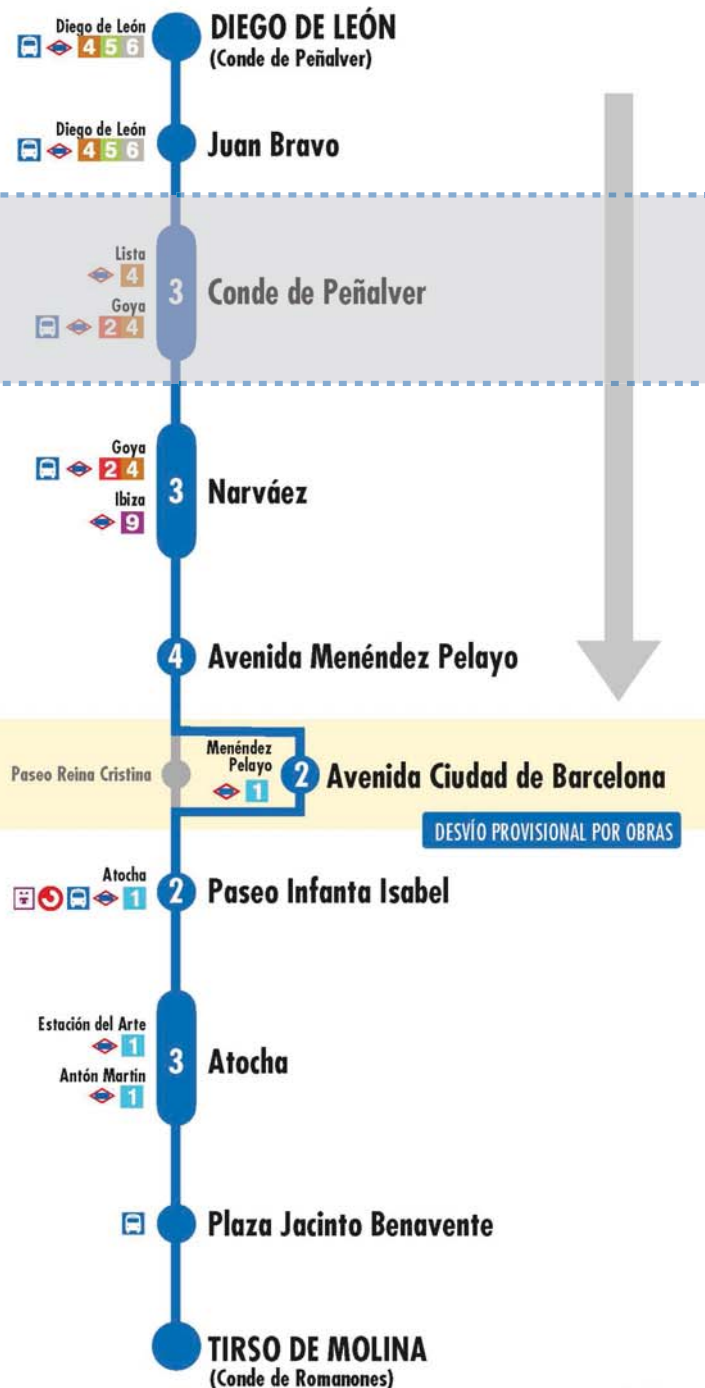 Diego de León
4 5 6
DIEGO DE LEÓN
(Conde de Peñalver)
Diego de León
4 5 6
Juan Bravo
Lista
4
Goya
2 4
3
Conde de Peñalver
Goya
2 4
Ibiza
9
3
Narváez
4
Avenida Menéndez Pelayo
Paseo Reina Cristina
Menéndez
Pelayo
1
2
Avenida Ciudad de Barcelona
DESVÍO PROVISIONAL POR OBRAS
Atocha
1
2
Paseo Infanta Isabel
Estación del Arte
1
Antón Martín
1
3
Atocha
Plaza Jacinto Benavente
TIRSO DE MOLINA
(Conde de Romanones)